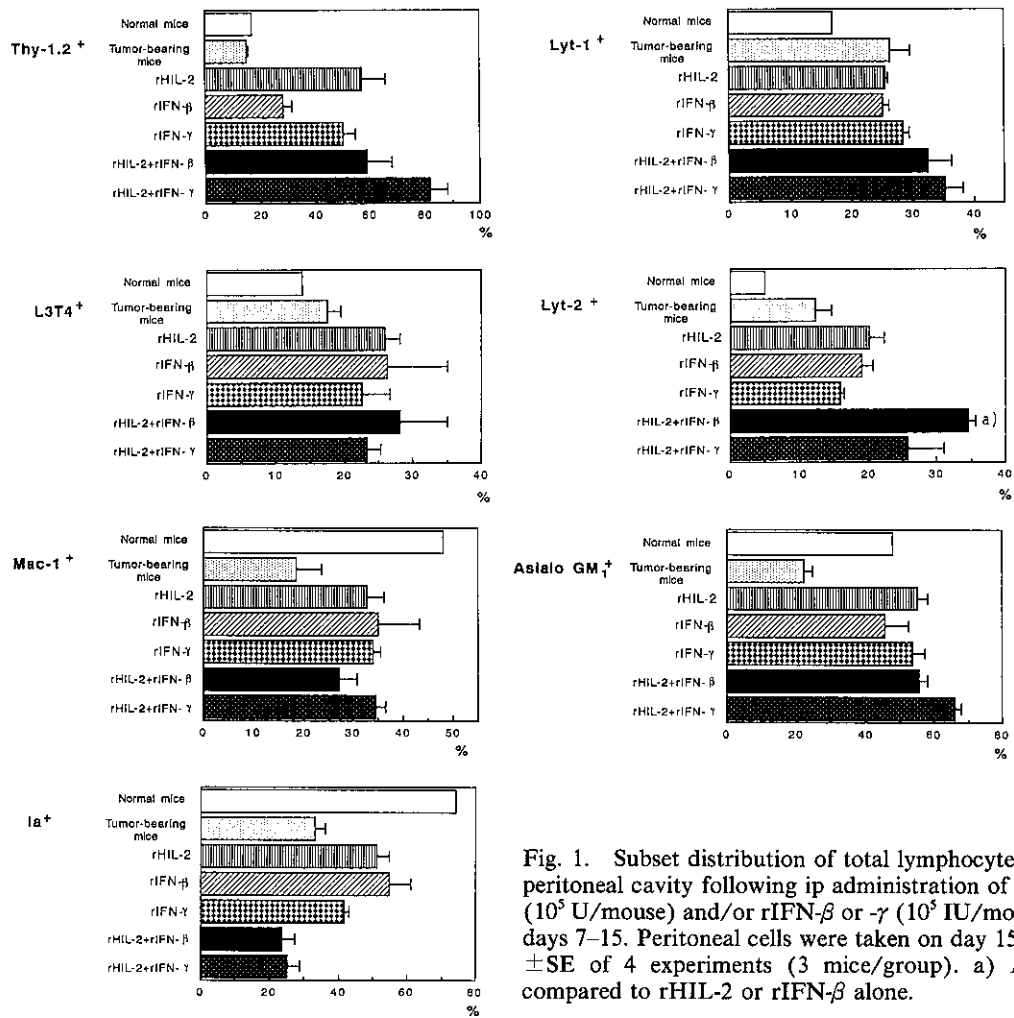 Thy-1.2 +
Normal mice
Tumor-bearing
mice
rHIL-2
rIFN-β
rIFN-γ
rHIL-2+rIFN-β
rHIL-2+rIFN-γ
0 20 40 60 80 100
%
Lyt-1 +
Normal mice
Tumor-bearing
mice
rHIL-2
rIFN-β
rIFN-γ
rHIL-2+rIFN-β
rHIL-2+rIFN-γ
0 10 20 30 40
%
L3T4 +
Normal mice
Tumor-bearing
mice
rHIL-2
rIFN-β
rIFN-γ
rHIL-2+rIFN-β
rHIL-2+rIFN-γ
0 10 20 30 40
%
Lyt-2 +
Normal mice
Tumor-bearing
mice
rHIL-2
rIFN-β
rIFN-γ
rHIL-2+rIFN-β
a)
rHIL-2+rIFN-γ
0 10 20 30 40
%
Mac-1 +
Normal mice
Tumor-bearing
mice
rHIL-2
rIFN-β
rIFN-γ
rHIL-2+rIFN-β
rHIL-2+rIFN-γ
0 10 20 30 40 50
%
Asialo GM1+
Normal mice
Tumor-bearing
mice
rHIL-2
rIFN-β
rIFN-γ
rHIL-2+rIFN-β
rHIL-2+rIFN-γ
0 20 40 60 80
%
Ia+
Normal mice
Tumor-bearing
mice
rHIL-2
rIFN-β
rIFN-γ
rHIL-2+rIFN-β
rHIL-2+rIFN-γ
0 10 20 30 40 50 60 70 80
%
Fig. 1. Subset distribution of total lymphocyte
peritoneal cavity following ip administration of
(10⁵ U/mouse) and/or rIFN-β or -γ (10⁵ IU/mo
days 7–15. Peritoneal cells were taken on day 15
±SE of 4 experiments (3 mice/group). a)
compared to rHIL-2 or rIFN-β alone.